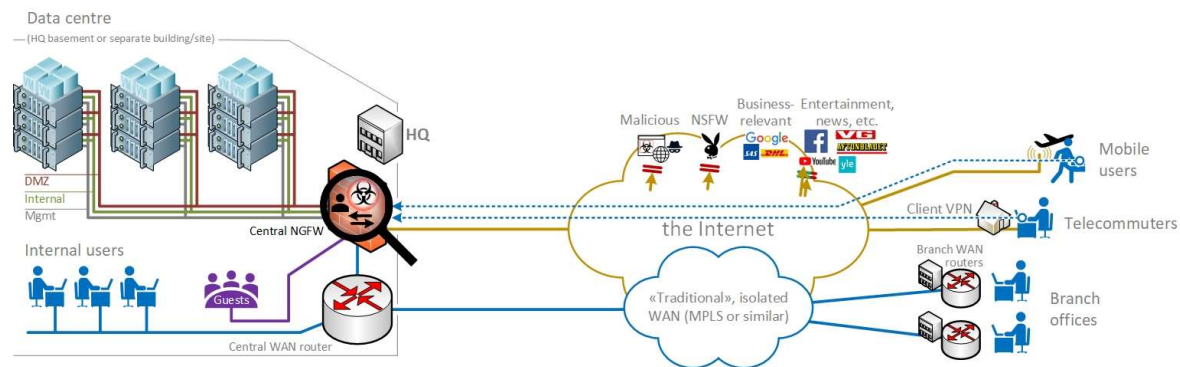 Data centre
(HQ basement or separate building/site)
HQ
DMZ
Internal
Mgmt
Central NGFW
Internal users
Guests
Central WAN router
Malicious
NSFW
Business-
relevant
Google
SAS
DHL
Entertainment,
news, etc.
VG
AFTONBLADET
YouTube
yle
the Internet
«Traditional», isolated
WAN (MPLS or similar)
Mobile
users
Client VPN
Telecommuters
Branch WAN
routers
Branch
offices